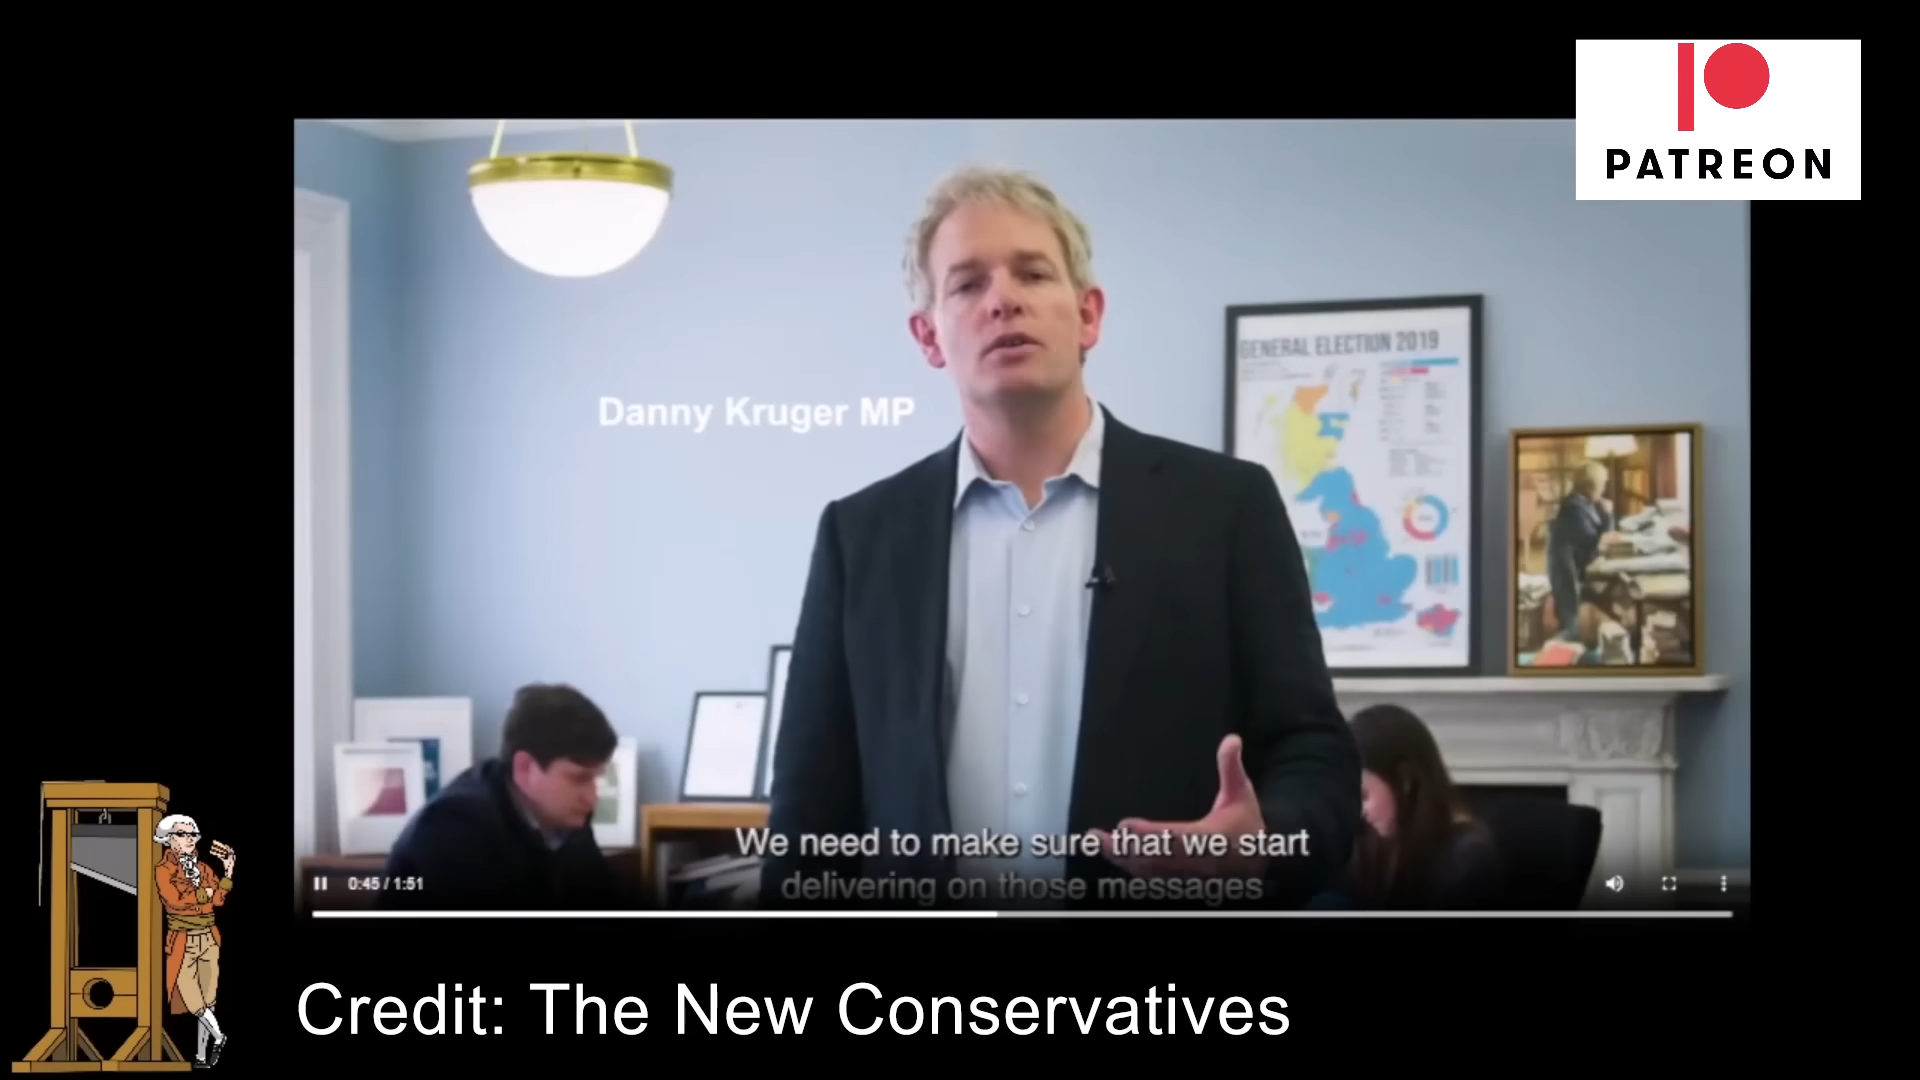 PATREON
GENERAL ELECTION 2019
Danny Kruger MP
We need to make sure that we start
delivering on those messages
0:45 / 1:51
Credit: The New Conservatives